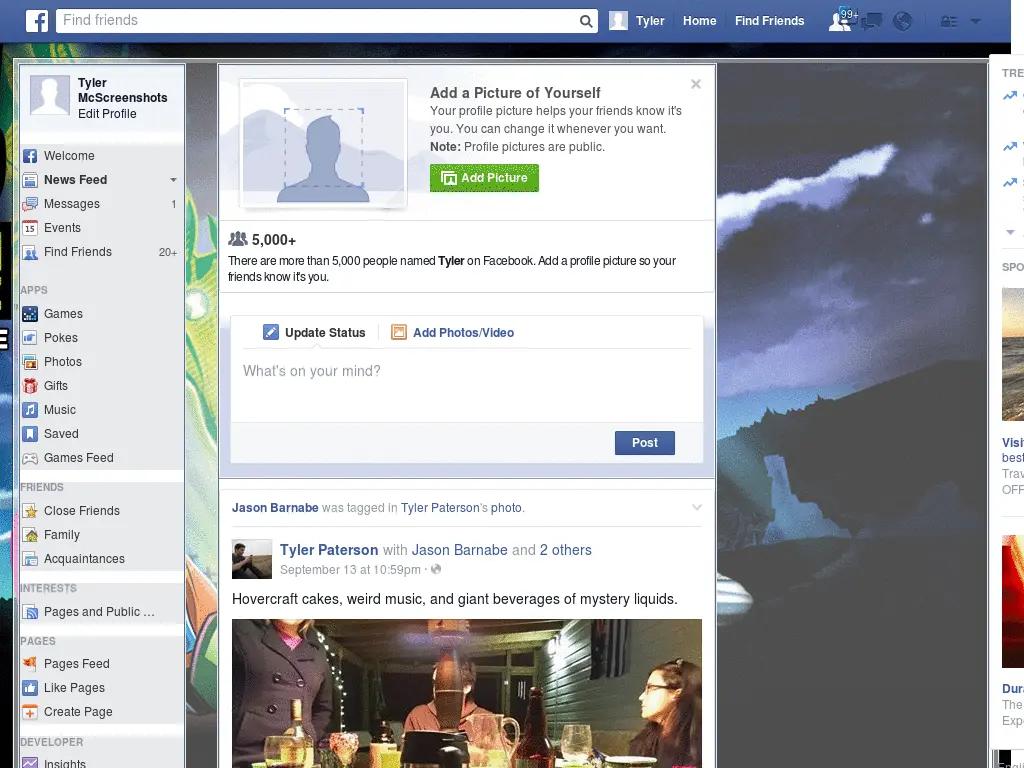 Find friends
Tyler
Home
Find Friends
99+
Tyler
McScreenshots
Edit Profile
Welcome
News Feed
Messages 1
Events
Find Friends 20+
APPS
Games
Pokes
Photos
Gifts
Music
Saved
Games Feed
FRIENDS
Close Friends
Family
Acquaintances
INTERESTS
Pages and Public ...
PAGES
Pages Feed
Like Pages
Create Page
DEVELOPER
Insights
Add a Picture of Yourself
Your profile picture helps your friends know it's
you. You can change it whenever you want.
Note: Profile pictures are public.
Add Picture
5,000+
There are more than 5,000 people named Tyler on Facebook. Add a profile picture so your
friends know it's you.
Update Status
Add Photos/Video
What's on your mind?
Post
Jason Barnabe was tagged in Tyler Paterson's photo.
Tyler Paterson with Jason Barnabe and 2 others
September 13 at 10:59pm ·
Hovercraft cakes, weird music, and giant beverages of mystery liquids.
TRE
SPO
Visi
best
Trav
OFF
Dura
The
Expe